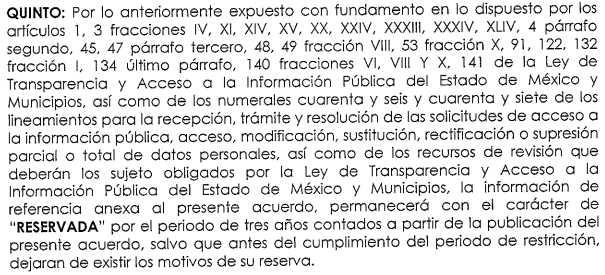 QUINTO: Por lo anteriormente expuesto con fundamento en lo dispuesto por los
artículos 1, 3 fracciones IV, XI, XIV, XV, XX, XXIV, XXXIII, XXXIV, XLIV, 4 párrafo
segundo, 45, 47 párrafo tercero, 48, 49 fracción VIII, 53 fracción X, 91, 122, 132
fracción I, 134 último párrafo, 140 fracciones VI, VIII Y X, 141 de la Ley de
Transparencia y Acceso a la Información Pública del Estado de México y
Municipios, así como de los numerales cuarenta y seis y cuarenta y siete de los
lineamientos para la recepción, trámite y resolución de las solicitudes de acceso a
la información pública, acceso, modificación, sustitución, rectificación o supresión
parcial o total de datos personales, así como de los recursos de revisión que
deberán los sujeto obligados por la Ley de Transparencia y Acceso a la
Información Pública del Estado de México y Municipios, la información de
referencia anexa al presente acuerdo, permanecerá con el carácter de
"RESERVADA" por el periodo de tres años contados a partir de la publicación del
presente acuerdo, salvo que antes del cumplimiento del periodo de restricción,
dejaran de existir los motivos de su reserva.